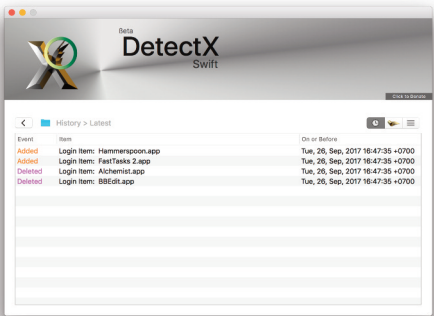 Beta
DetectX
Swift
Click to Donate
History > Latest
Event Item On or Before
Added Login Item: Hammerspoon.app Tue, 26, Sep, 2017 16:47:35 +0700
Added Login Item: FastTasks 2.app Tue, 26, Sep, 2017 16:47:35 +0700
Deleted Login Item: Alchemist.app Tue, 26, Sep, 2017 16:47:35 +0700
Deleted Login Item: BBEdit.app Tue, 26, Sep, 2017 16:47:35 +0700